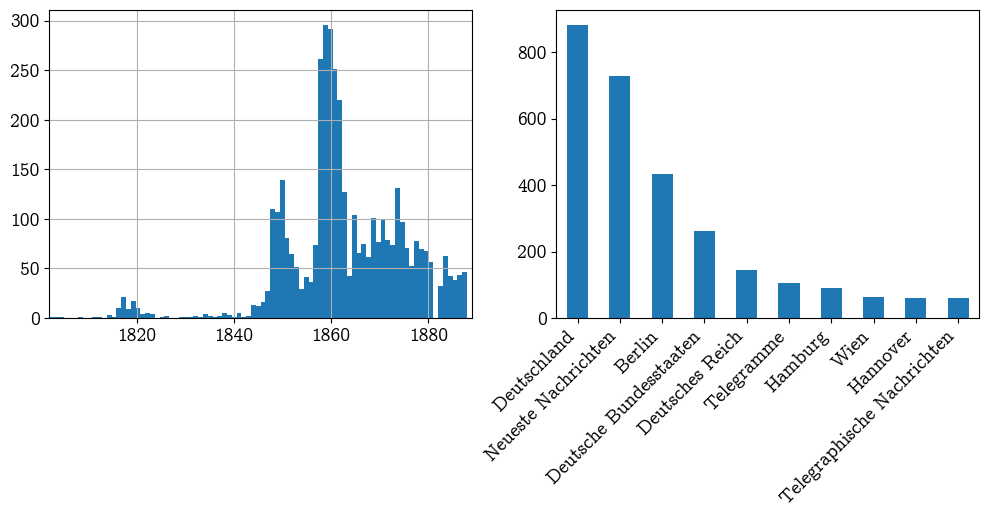 300
250
200
150
100
50
0
1820 1840 1860 1880
800
600
400
200
0
Deutschland
Neueste Nachrichten
Berlin
Deutsche Bundesstaaten
Deutsches Reich
Telegramme
Hamburg
Wien
Hannover
Telegraphische Nachrichten